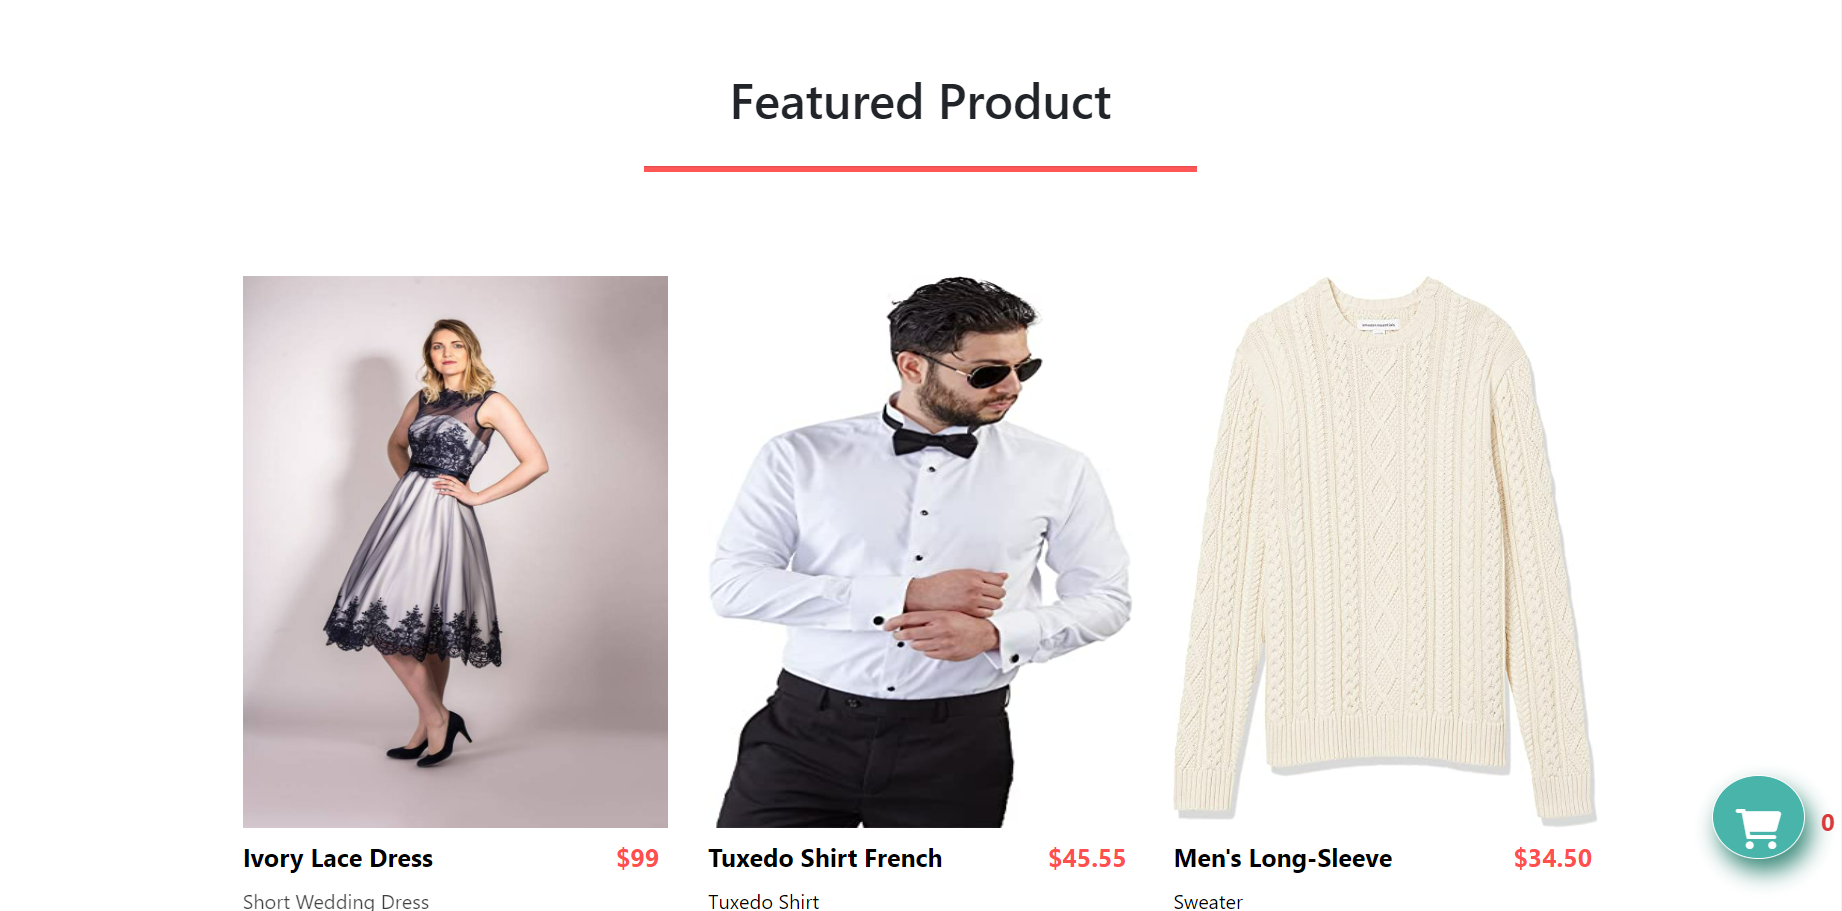 Featured Product
Ivory Lace Dress $99
Short Wedding Dress
Tuxedo Shirt French $45.55
Tuxedo Shirt
Men's Long-Sleeve $34.50
Sweater
0